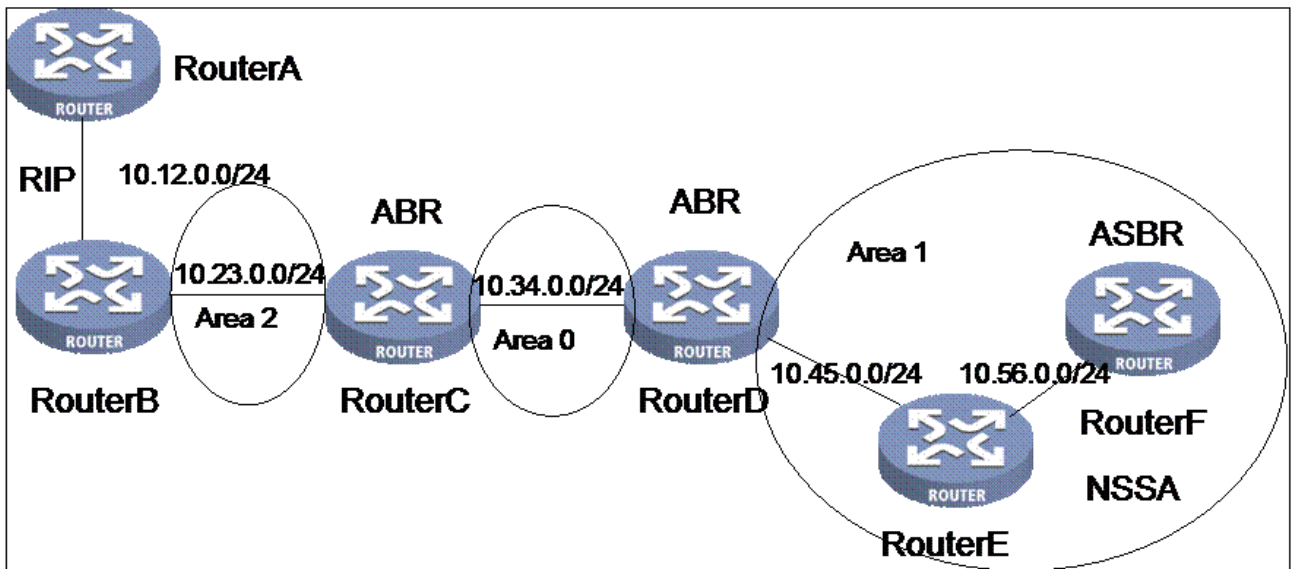 RouterA
ROUTER
RIP
10.12.0.0/24
ABR
ABR
Area 1
ASBR
10.23.0.0/24
Area 2
10.34.0.0/24
Area 0
ROUTER
ROUTER
ROUTER
ROUTER
RouterB
RouterC
RouterD
10.45.0.0/24
10.56.0.0/24
RouterF
NSSA
ROUTER
RouterE